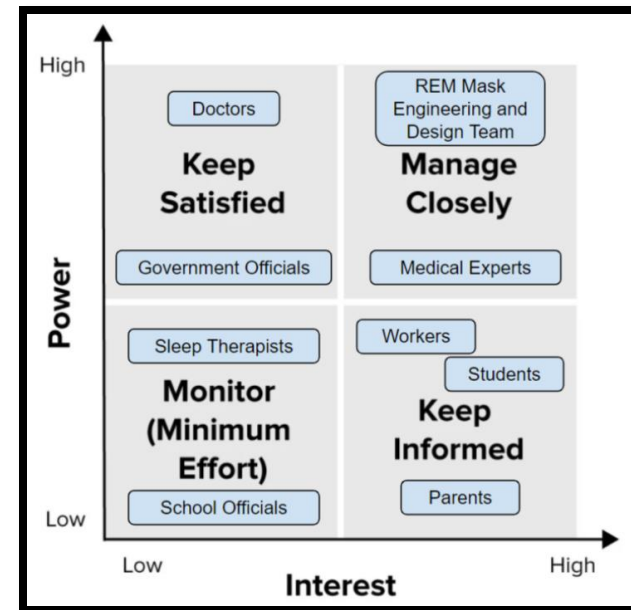 High
Doctors
Keep
Satisfied
Government Officials
REM Mask
Engineering and
Design Team
Manage
Closely
Medical Experts
Power
Sleep Therapists
Monitor
(Minimum
Effort)
School Officials
Workers
Students
Keep
Informed
Parents
Low
Low
High
Interest